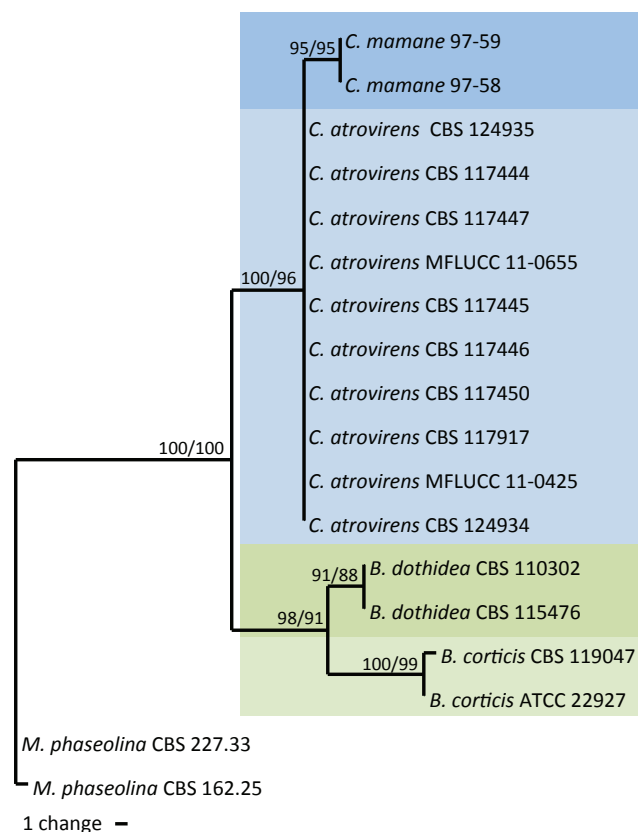 95/95
C. mamane 97-59
C. mamane 97-58
C. atrovirens CBS 124935
C. atrovirens CBS 117444
C. atrovirens CBS 117447
C. atrovirens MFLUCC 11-0655
100/96
C. atrovirens CBS 117445
C. atrovirens CBS 117446
C. atrovirens CBS 117450
C. atrovirens CBS 117917
100/100
C. atrovirens MFLUCC 11-0425
C. atrovirens CBS 124934
B. dothidea CBS 110302
91/88
B. dothidea CBS 115476
98/91
B. corticis CBS 119047
100/99
B. corticis ATCC 22927
M. phaseolina CBS 227.33
M. phaseolina CBS 162.25
1 change